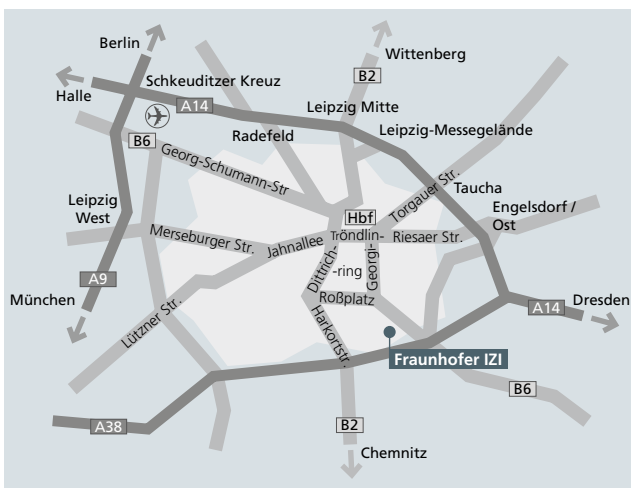 Berlin
Wittenberg
B2
Halle
Schkeuditzer Kreuz
A14
Leipzig Mitte
Radefeld
Leipzig-Messegelände
B6
Georg-Schumann-Str
Torgauer Str.
Taucha
Leipzig
West
Engelsdorf /
Ost
Hbf
Merseburger Str.
Jahnallee
Tröndlin-
Riesaer Str.
Dittrich-
-ring
Georgi-
A9
München
Roßplatz
Lützner Str.
Harkortstr.
A14
Dresden
Fraunhofer IZI
B6
A38
B2
Chemnitz